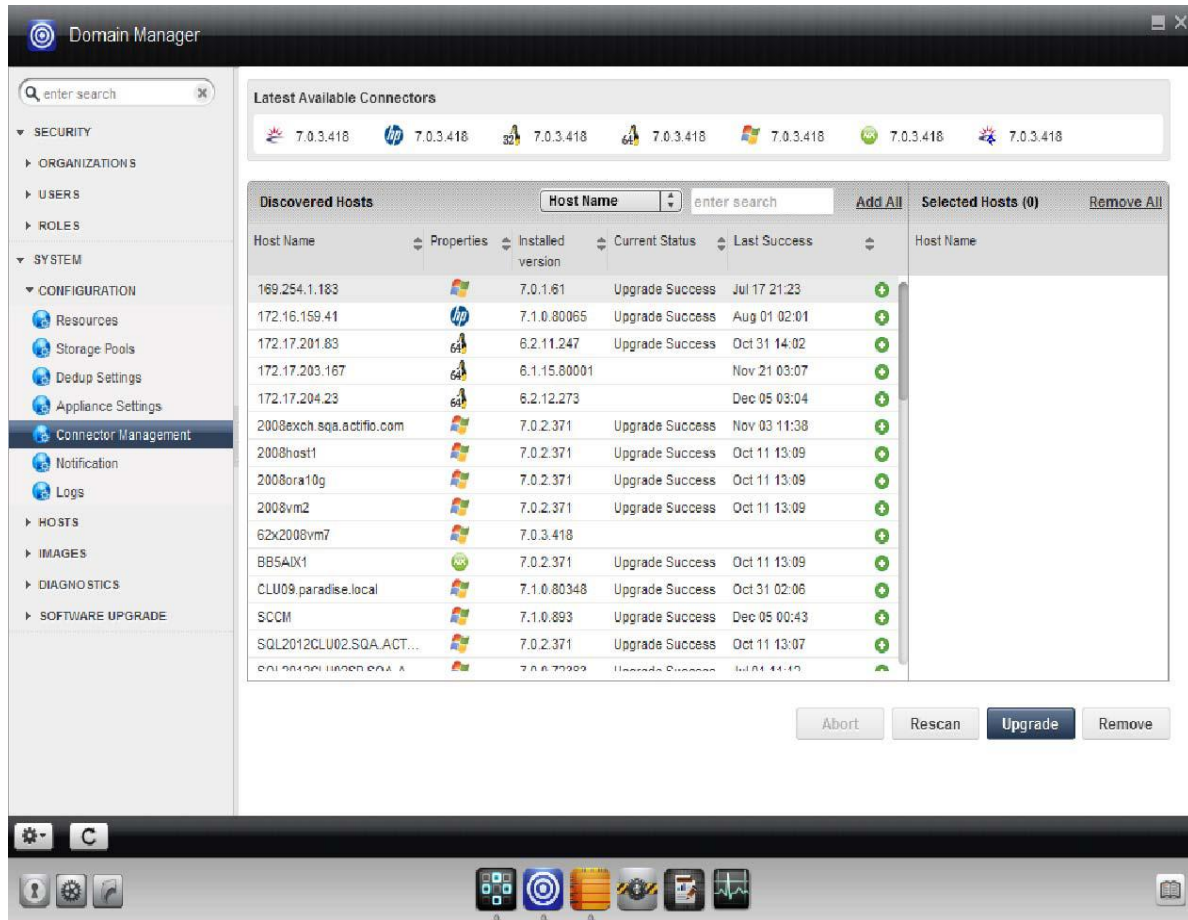 Domain Manager
enter search
SECURITY
ORGANIZATIONS
USERS
ROLES
SYSTEM
CONFIGURATION
Resources
Storage Pools
Dedup Settings
Appliance Settings
Connector Management
Notification
Logs
HOSTS
IMAGES
DIAGNOSTICS
SOFTWARE UPGRADE
Latest Available Connectors
7.0.3.418 hp 7.0.3.418 32 7.0.3.418 64 7.0.3.418 7.0.3.418 7.0.3.418 7.0.3.418
Discovered Hosts Host Name enter search Add All Selected Hosts (0) Remove All
Host Name Properties Installed version Current Status Last Success Host Name
169.254.1.183 7.0.1.61 Upgrade Success Jul 17 21:23
172.16.159.41 hp 7.1.0.80065 Upgrade Success Aug 01 02:01
172.17.201.83 64 6.2.11.247 Upgrade Success Oct 31 14:02
172.17.203.167 64 6.1.15.80001 Nov 21 03:07
172.17.204.23 64 6.2.12.273 Dec 05 03:04
2008exch.sqa.actifio.com 7.0.2.371 Upgrade Success Nov 03 11:38
2008host1 7.0.2.371 Upgrade Success Oct 11 13:09
2008ora10g 7.0.2.371 Upgrade Success Oct 11 13:09
2008vm2 7.0.2.371 Upgrade Success Oct 11 13:09
62x2008vm7 7.0.3.418
BB5AIX1 7.0.2.371 Upgrade Success Oct 11 13:09
CLU09.paradise.local 7.1.0.80348 Upgrade Success Oct 31 02:06
SCCM 7.1.0.893 Upgrade Success Dec 05 00:43
SQL2012CLU02.SQA.ACT... 7.0.2.371 Upgrade Success Oct 11 13:07
Abort Rescan Upgrade Remove